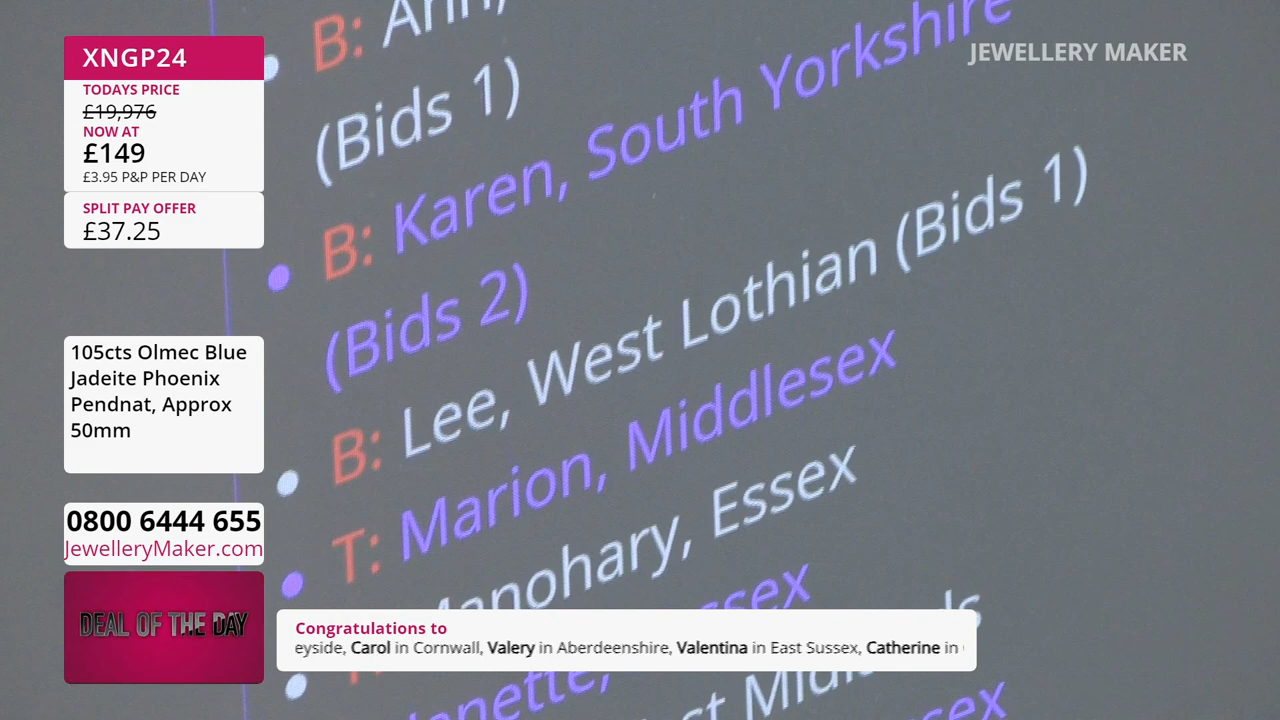 XNGP24
TODAYS PRICE
£19,976
NOW AT
£149
£3.95 P&P PER DAY
SPLIT PAY OFFER
£37.25
105cts Olmec Blue
Jadeite Phoenix
Pendnat, Approx
50mm
0800 6444 655
JewelleryMaker.com
DEAL OF THE DAY
JEWELLERY MAKER
B:
(Bids 1)
B: Karen, South Yorkshire
(Bids 2)
B: Lee, West Lothian (Bids 1)
T: Marion, Middlesex
Manohary, Essex
Congratulations to
eyside, Carol in Cornwall, Valery in Aberdeenshire, Valentina in East Sussex, Catherine in